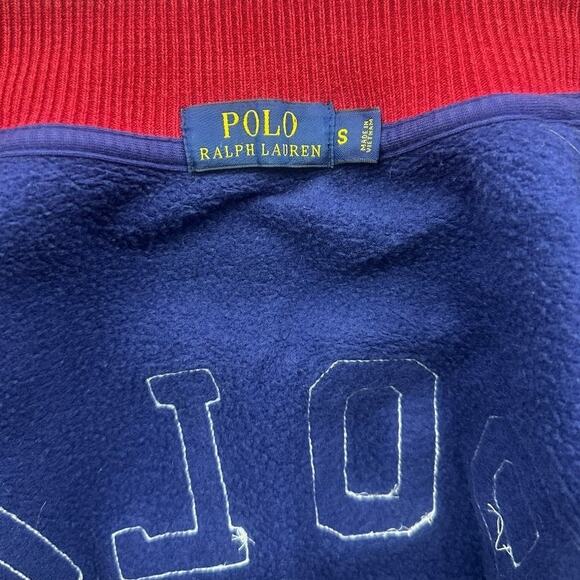 POLO
RALPH LAUREN
S
MADE IN
VIETNAM